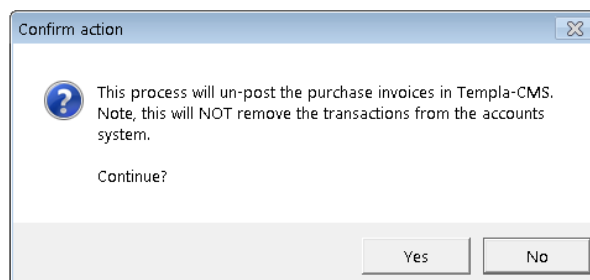 Confirm action
This process will un-post the purchase invoices in Templa-CMS.
Note, this will NOT remove the transactions from the accounts
system.
Continue?
Yes
No